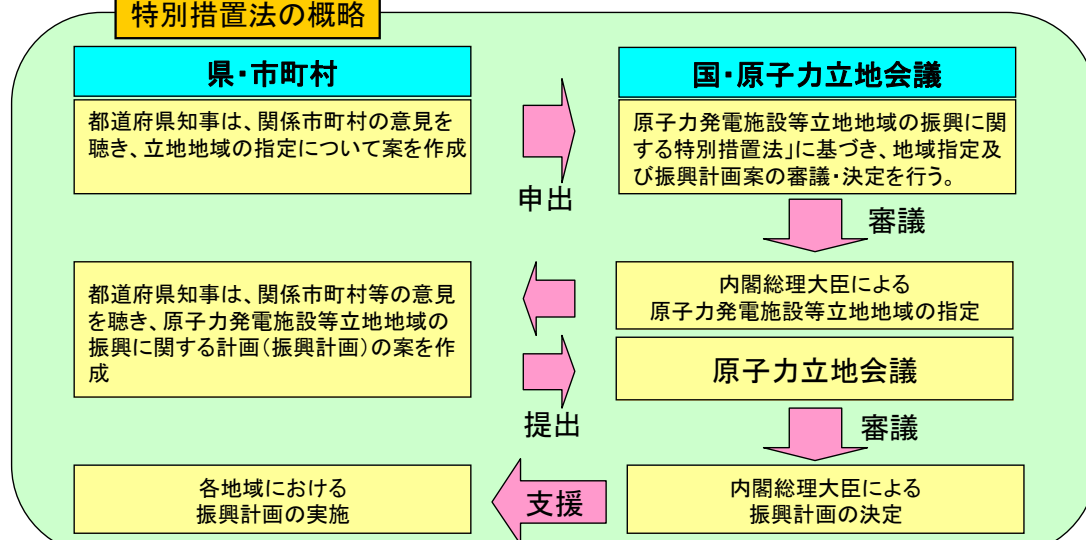 特別措置法の概略
県・市町村
国・原子力立地会議
都道府県知事は、関係市町村の意見を
聴き、立地地域の指定について案を作成
申出
原子力発電施設等立地地域の振興に関
する特別措置法」に基づき、地域指定及
び振興計画案の審議・決定を行う。
審議
内閣総理大臣による
原子力発電施設等立地地域の指定
都道府県知事は、関係市町村等の意見
を聴き、原子力発電施設等立地地域の
振興に関する計画(振興計画)の案を作
成
提出
原子力立地会議
審議
内閣総理大臣による
振興計画の決定
支援
各地域における
振興計画の実施